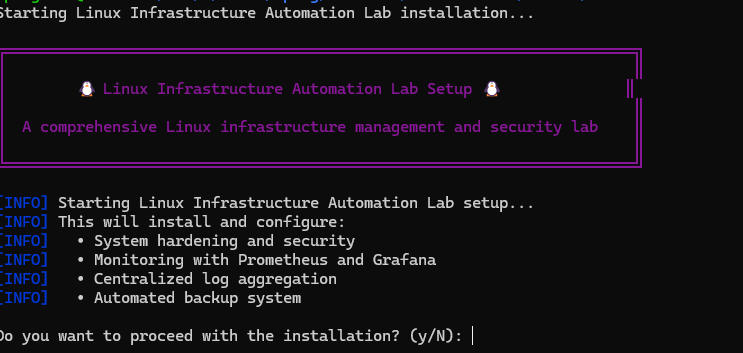 Starting Linux Infrastructure Automation Lab installation...
🐧 Linux Infrastructure Automation Lab Setup 🐧
A comprehensive Linux infrastructure management and security lab
[INFO] Starting Linux Infrastructure Automation Lab setup...
[INFO] This will install and configure:
[INFO]   • System hardening and security
[INFO]   • Monitoring with Prometheus and Grafana
[INFO]   • Centralized log aggregation
[INFO]   • Automated backup system
Do you want to proceed with the installation? (y/N):